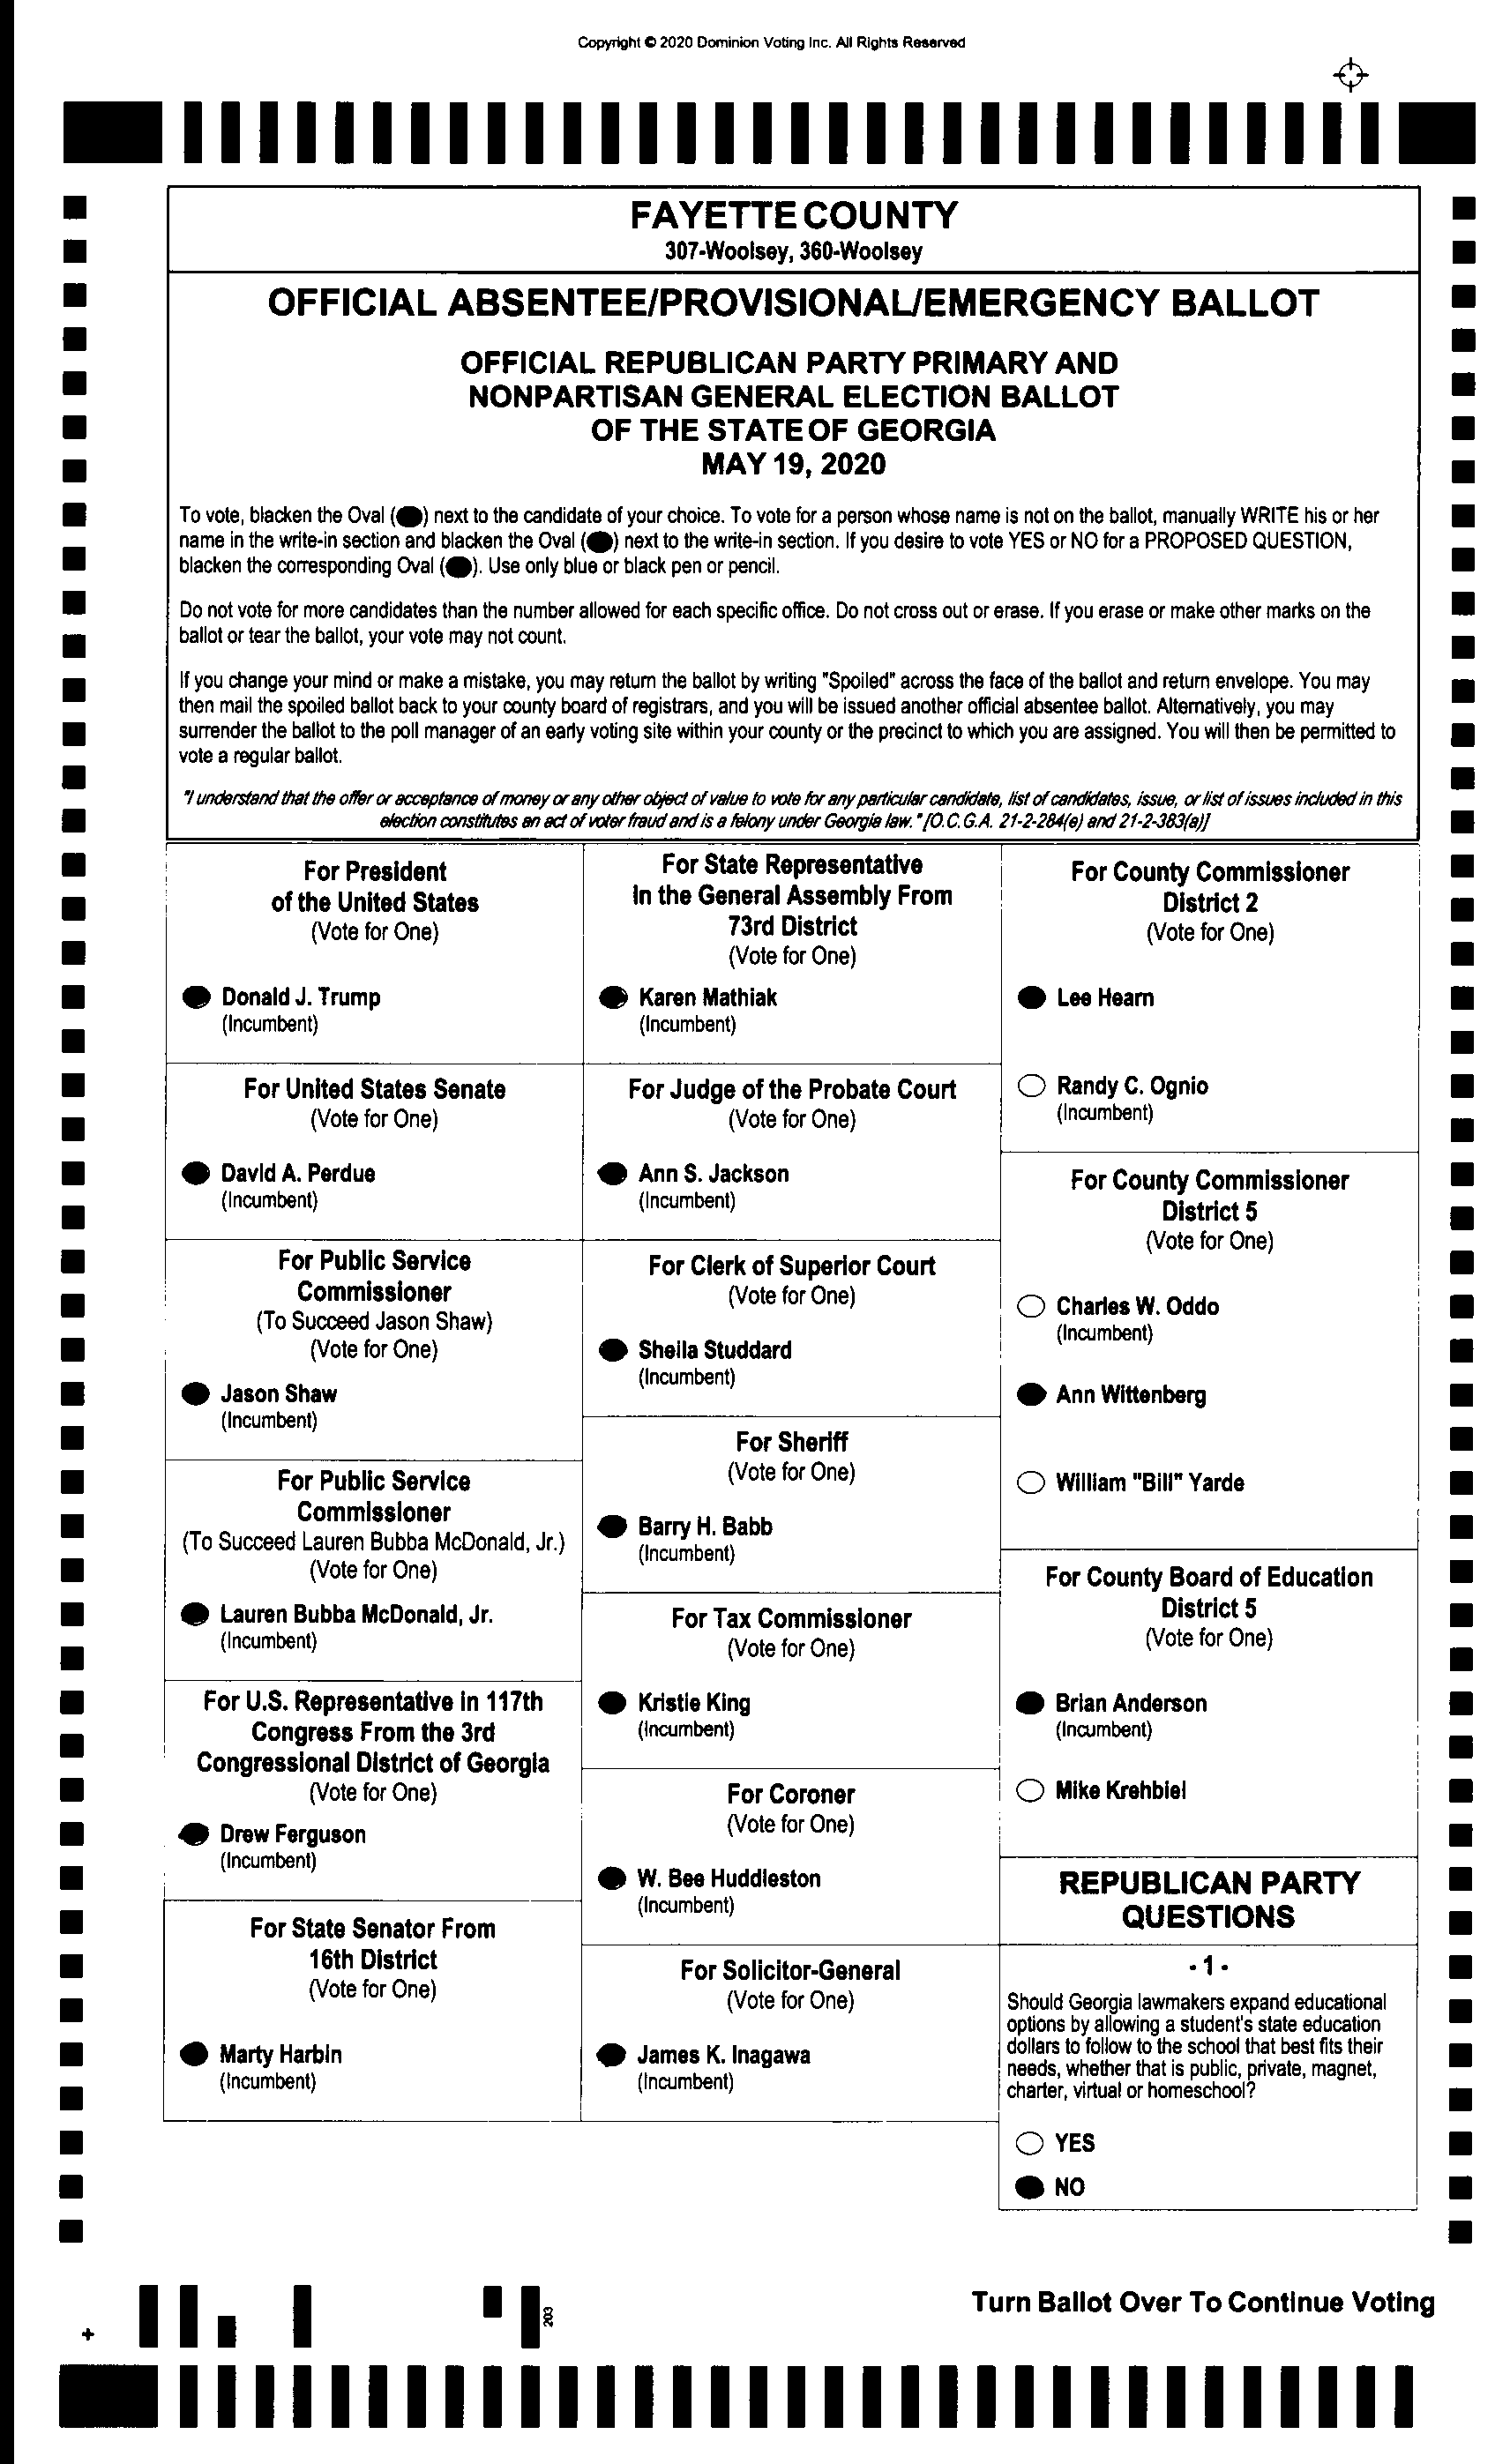 Copyright © 2020 Dominion Voting Inc. All Rights Reserved
FAYETTE COUNTY
307-Woolsey, 360-Woolsey
OFFICIAL ABSENTEE/PROVISIONAL/EMERGENCY BALLOT
OFFICIAL REPUBLICAN PARTY PRIMARY AND
NONPARTISAN GENERAL ELECTION BALLOT
OF THE STATE OF GEORGIA
MAY 19, 2020
To vote, blacken the Oval (●) next to the candidate of your choice. To vote for a person whose name is not on the ballot, manually WRITE his or her
name in the write-in section and blacken the Oval (●) next to the write-in section. If you desire to vote YES or NO for a PROPOSED QUESTION,
blacken the corresponding Oval (●). Use only blue or black pen or pencil.
Do not vote for more candidates than the number allowed for each specific office. Do not cross out or erase. If you erase or make other marks on the
ballot or tear the ballot, your vote may not count.
If you change your mind or make a mistake, you may return the ballot by writing "Spoiled" across the face of the ballot and return envelope. You may
then mail the spoiled ballot back to your county board of registrars, and you will be issued another official absentee ballot. Alternatively, you may
surrender the ballot to the poll manager of an early voting site within your county or the precinct to which you are assigned. You will then be permitted to
vote a regular ballot.
"I understand that the offer or acceptance of money or any other object of value to vote for any particular candidate, list of candidates, issue, or list of issues included in this
election constitutes an act of voter fraud and is a felony under Georgia law." [O.C.G.A. 21-2-284(e) and 21-2-383(a)]
For President
of the United States
(Vote for One)
Donald J. Trump
(Incumbent)
For United States Senate
(Vote for One)
David A. Perdue
(Incumbent)
For Public Service
Commissioner
(To Succeed Jason Shaw)
(Vote for One)
Jason Shaw
(Incumbent)
For Public Service
Commissioner
(To Succeed Lauren Bubba McDonald, Jr.)
(Vote for One)
Lauren Bubba McDonald, Jr.
(Incumbent)
For U.S. Representative in 117th
Congress From the 3rd
Congressional District of Georgia
(Vote for One)
Drew Ferguson
(Incumbent)
For State Senator From
16th District
(Vote for One)
Marty Harbin
(Incumbent)
For State Representative
In the General Assembly From
73rd District
(Vote for One)
Karen Mathiak
(Incumbent)
For Judge of the Probate Court
(Vote for One)
Ann S. Jackson
(Incumbent)
For Clerk of Superior Court
(Vote for One)
Sheila Studdard
(Incumbent)
For Sheriff
(Vote for One)
Barry H. Babb
(Incumbent)
For Tax Commissioner
(Vote for One)
Kristie King
(Incumbent)
For Coroner
(Vote for One)
W. Bee Huddleston
(Incumbent)
For Solicitor-General
(Vote for One)
James K. Inagawa
(Incumbent)
For County Commissioner
District 2
(Vote for One)
Lee Hearn
Randy C. Ognio
(Incumbent)
For County Commissioner
District 5
(Vote for One)
Charles W. Oddo
(Incumbent)
Ann Wittenberg
William "Bill" Yarde
For County Board of Education
District 5
(Vote for One)
Brian Anderson
(Incumbent)
Mike Krehbiel
REPUBLICAN PARTY
QUESTIONS
- 1 -
Should Georgia lawmakers expand educational
options by allowing a student's state education
dollars to follow to the school that best fits their
needs, whether that is public, private, magnet,
charter, virtual or homeschool?
YES
NO
Turn Ballot Over To Continue Voting
203
+